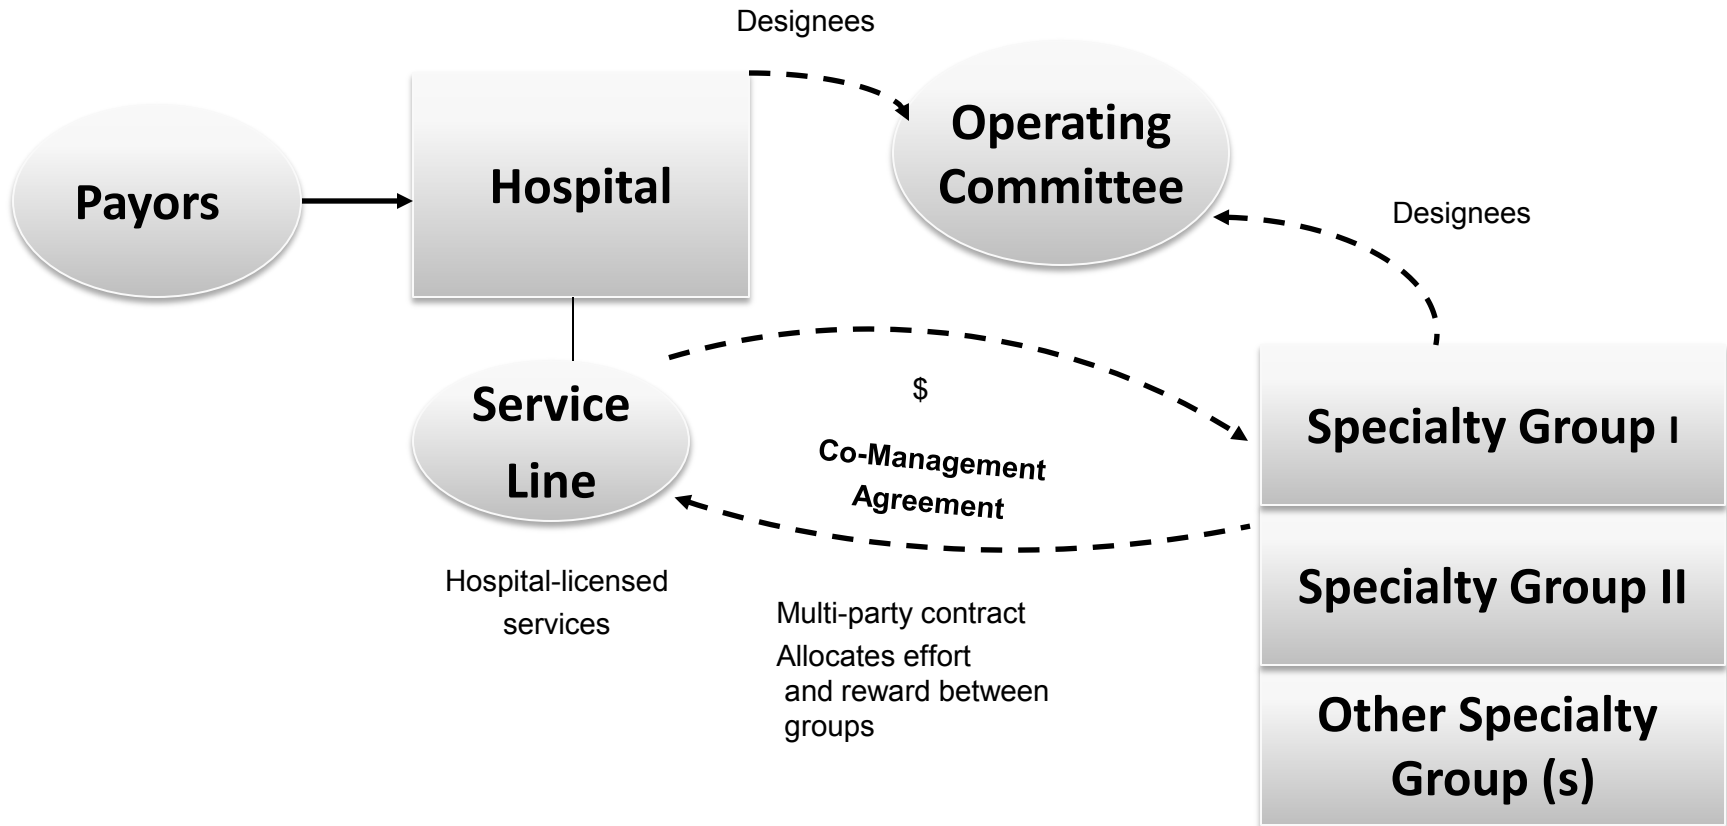 Designees
Operating
Committee
Payors
Hospital
Designees
Service
Line
$
Co-Management
Agreement
Specialty Group I
Specialty Group II
Other Specialty
Group (s)
Hospital-licensed
services
Multi-party contract
Allocates effort
and reward between
groups